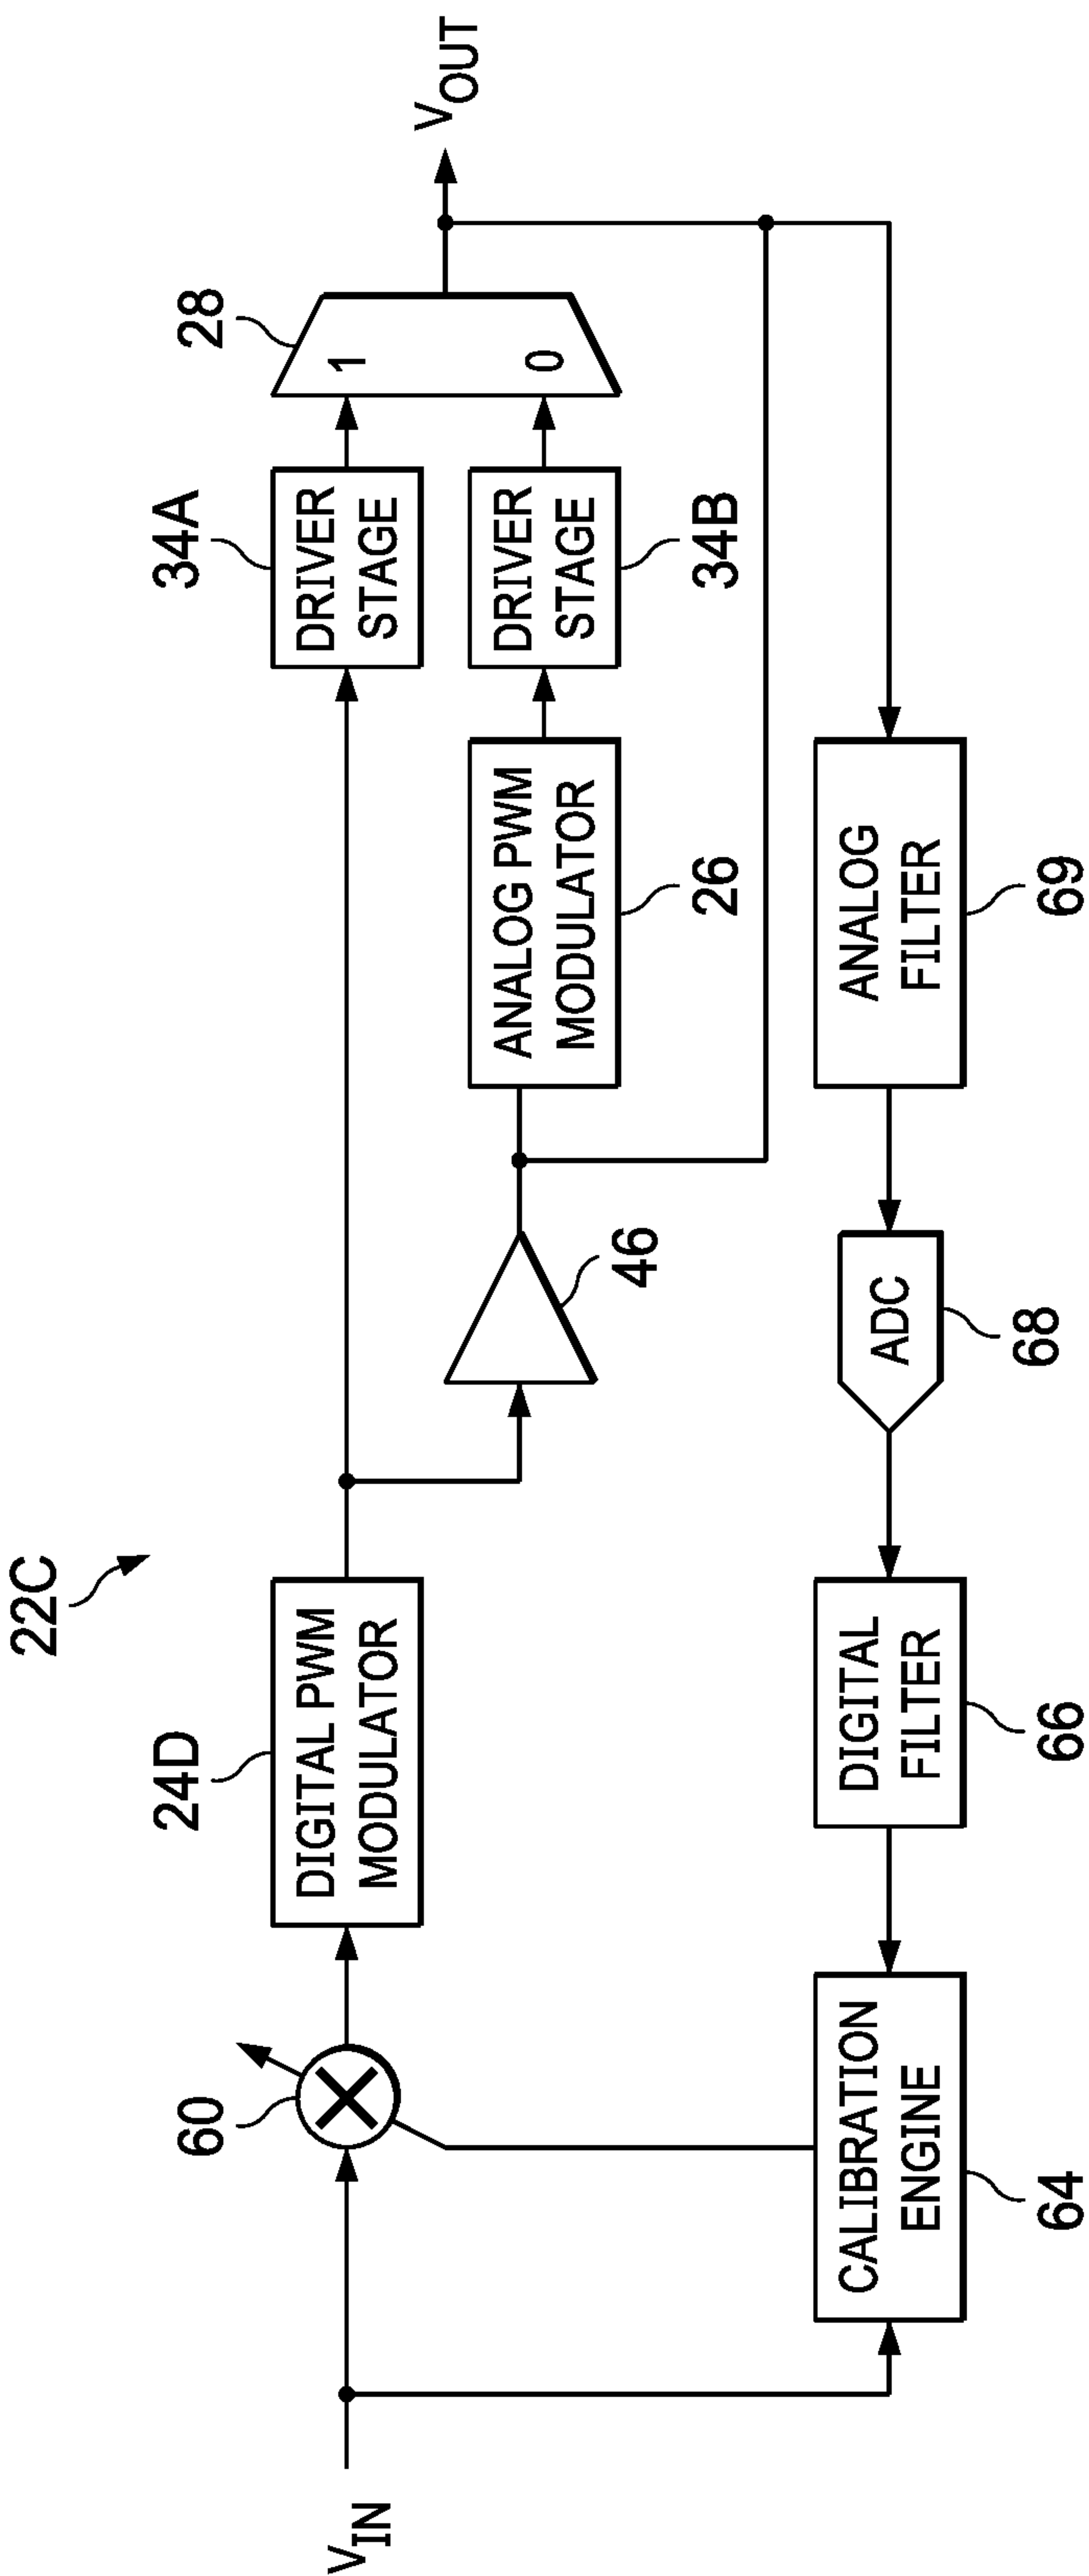 22C
V_IN
60
24D
DIGITAL PWM
MODULATOR
46
ANALOG PWM
MODULATOR
26
34A
DRIVER
STAGE
DRIVER
STAGE
34B
28
1
0
V_OUT
CALIBRATION
ENGINE
64
DIGITAL
FILTER
66
ADC
68
ANALOG
FILTER
69